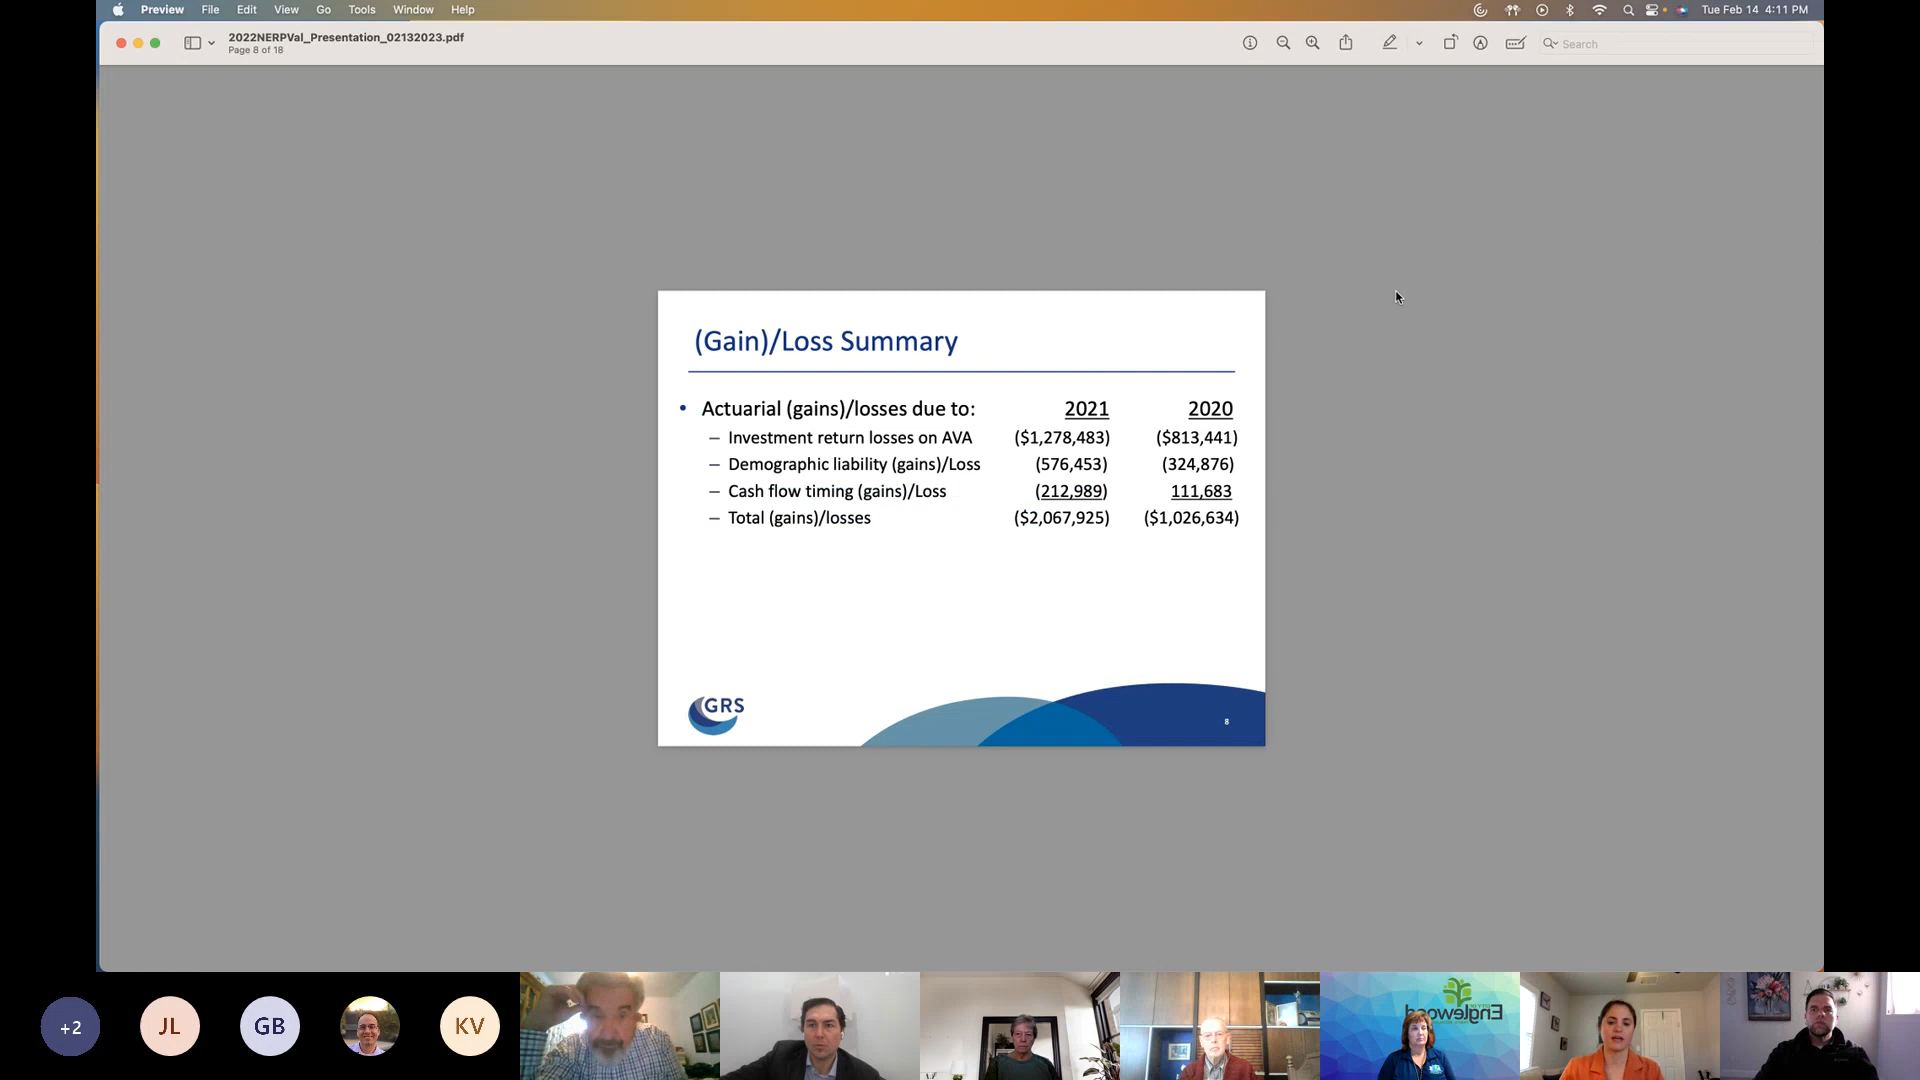 Preview File Edit View Go Tools Window Help Tue Feb 14 4:11 PM
2022NERPVal_Presentation_02132023.pdf
Page 8 of 18
Search
(Gain)/Loss Summary
• Actuarial (gains)/losses due to: 2021 2020
– Investment return losses on AVA ($1,278,483) ($813,441)
– Demographic liability (gains)/Loss (576,453) (324,876)
– Cash flow timing (gains)/Loss (212,989) 111,683
– Total (gains)/losses ($2,067,925) ($1,026,634)
GRS
8
+2 JL GB KV
Englewood